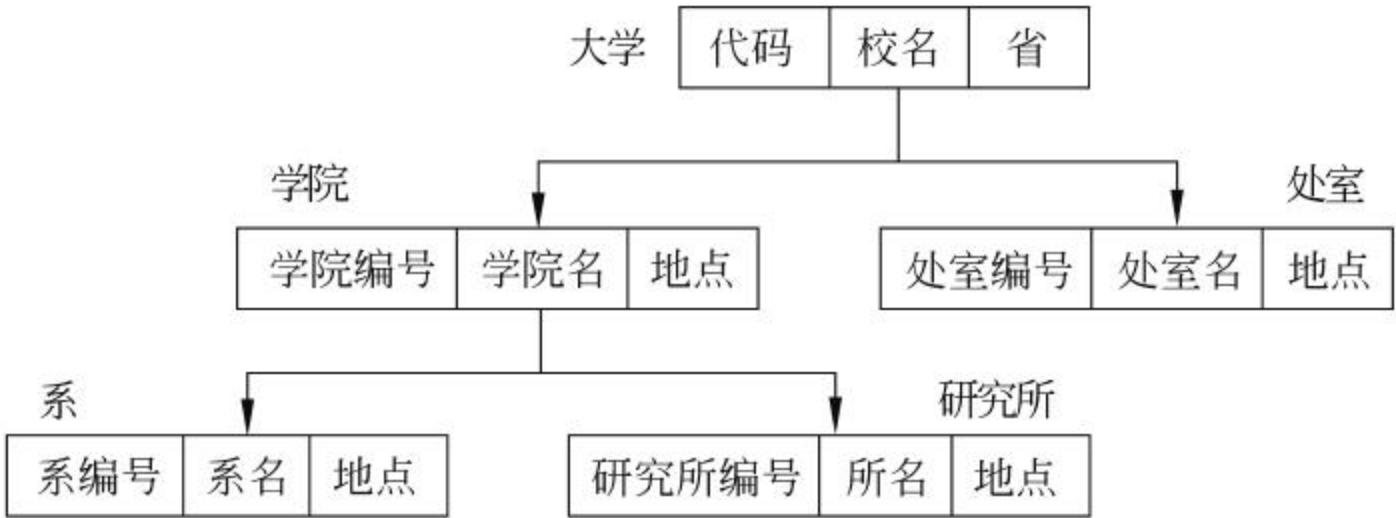 大学 代码 校名 省
学院 处室
学院编号 学院名 地点 处室编号 处室名 地点
系 研究所
系编号 系名 地点 研究所编号 所名 地点